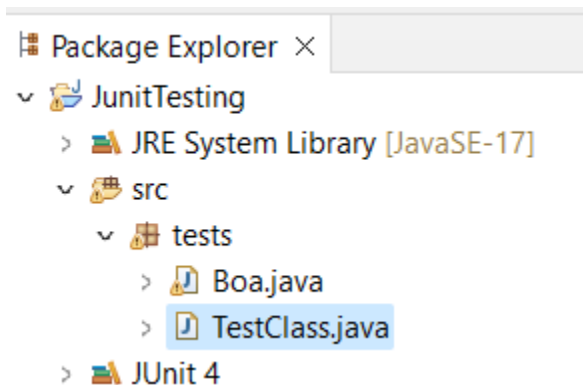 Package Explorer ×
JunitTesting
JRE System Library [JavaSE-17]
src
tests
Boa.java
TestClass.java
JUnit 4